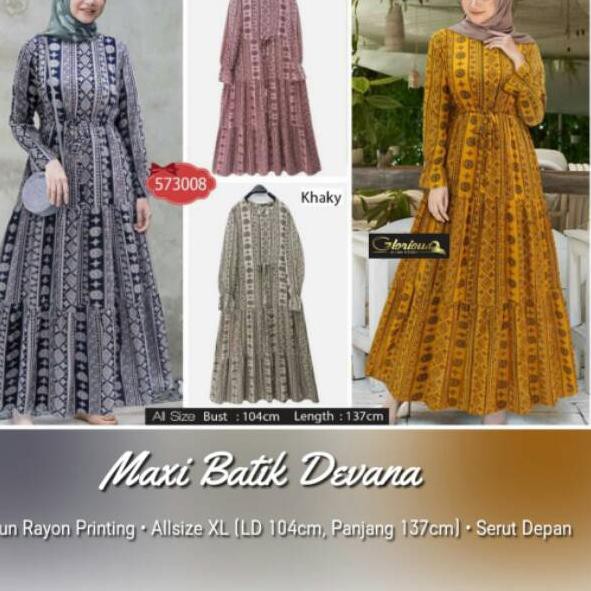 573008
Khaky
Glorious
All Size Bust : 104cm Length : 137cm
Maxi Batik Devana
un Rayon Printing • Allsize XL (LD 104cm, Panjang 137cm) • Serut Depan